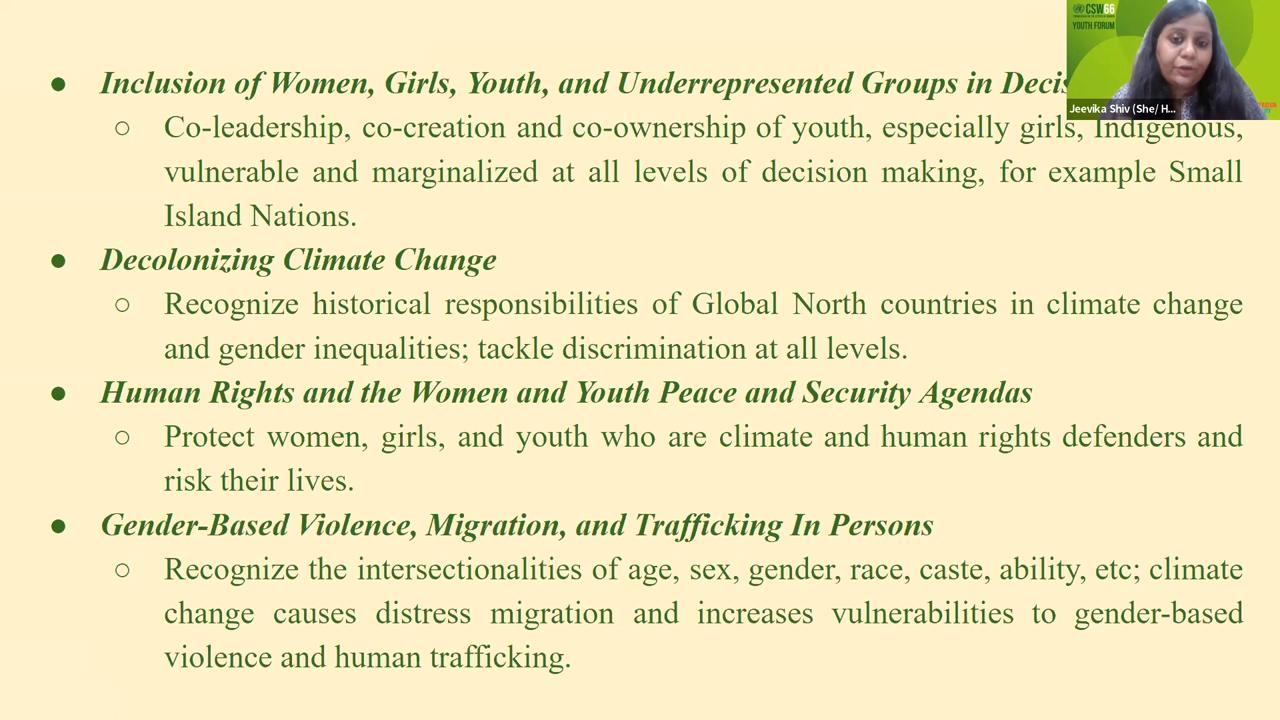 ● Inclusion of Women, Girls, Youth, and Underrepresented Groups in
○ Co-leadership, co-creation and co-ownership of youth, especially girls, Indigenous,
vulnerable and marginalized at all levels of decision making, for example Small
Island Nations.
● Decolonizing Climate Change
○ Recognize historical responsibilities of Global North countries in climate change
and gender inequalities; tackle discrimination at all levels.
● Human Rights and the Women and Youth Peace and Security Agendas
○ Protect women, girls, and youth who are climate and human rights defenders and
risk their lives.
● Gender-Based Violence, Migration, and Trafficking In Persons
○ Recognize the intersectionalities of age, sex, gender, race, caste, ability, etc; climate
change causes distress migration and increases vulnerabilities to gender-based
violence and human trafficking.
CSW66
YOUTH FORUM
Jeevika Shiv (She/ H...